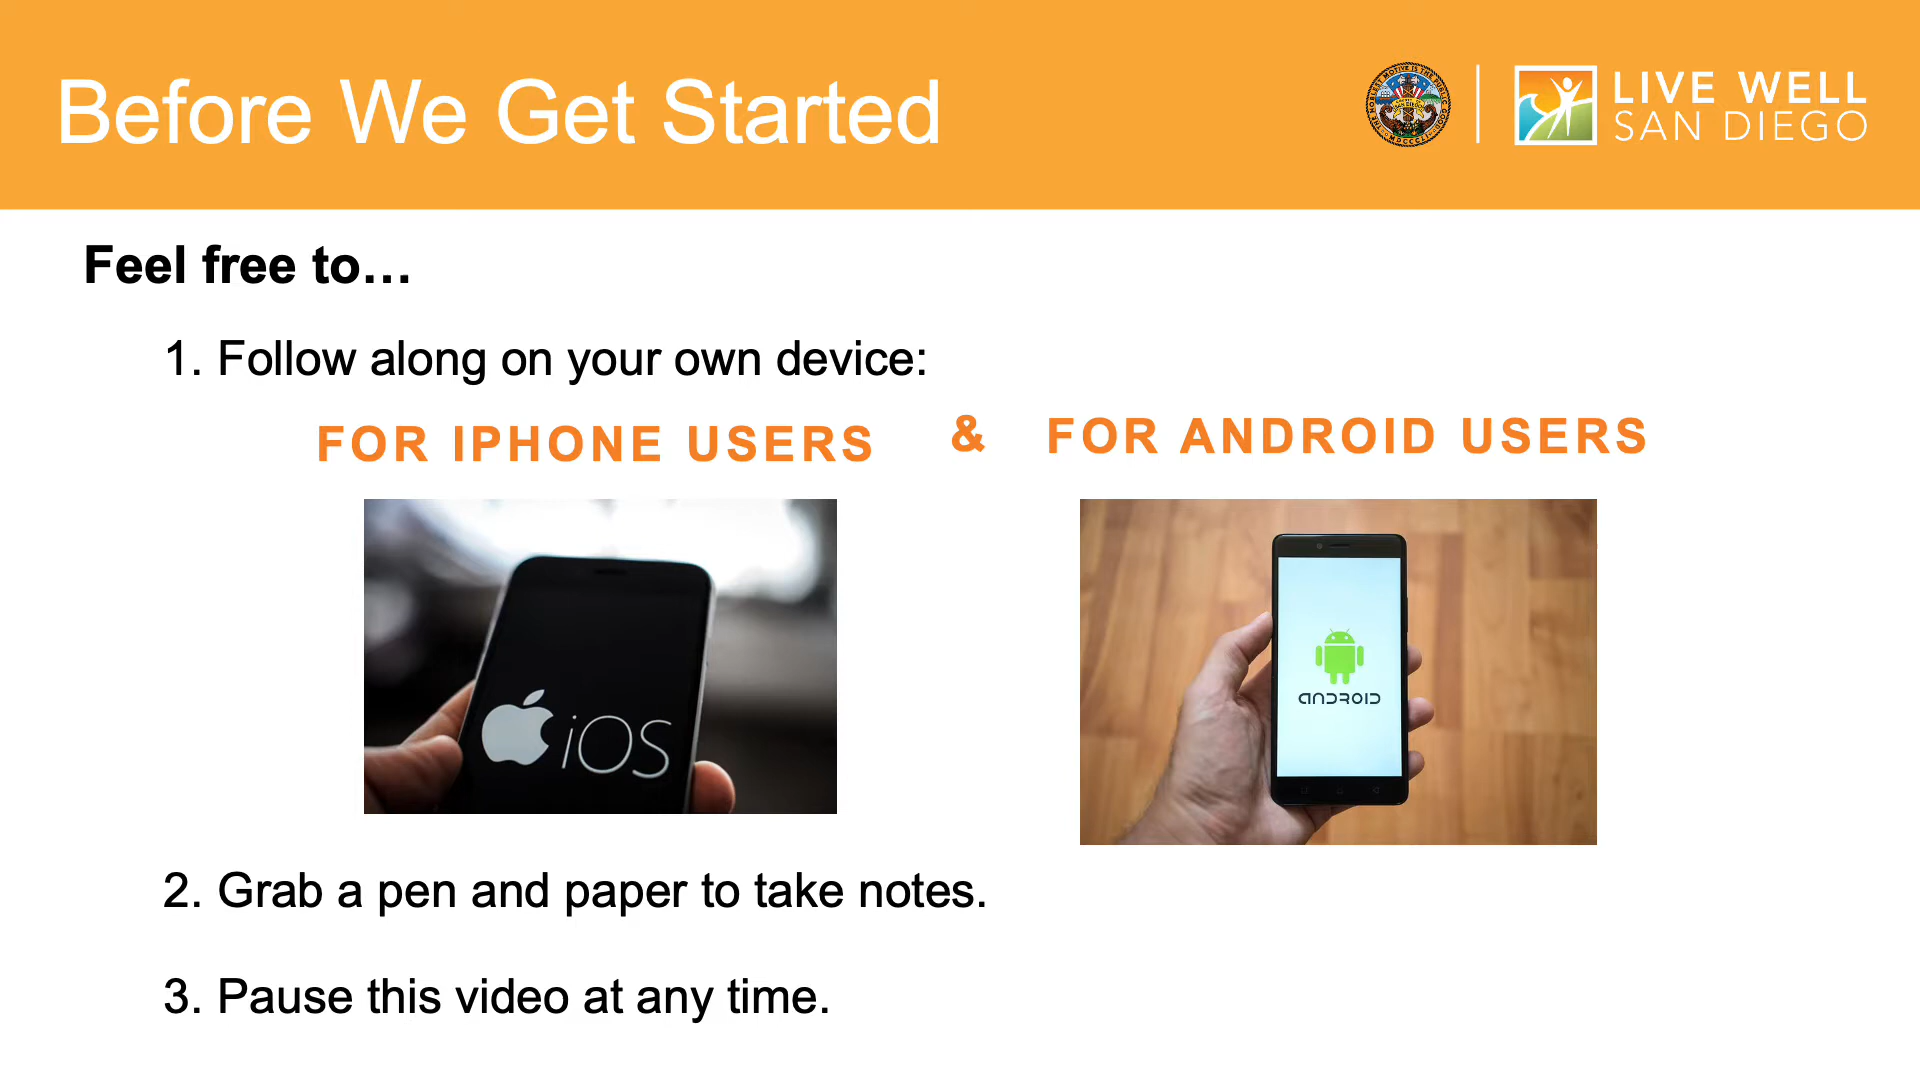 Before We Get Started
LIVE WELL
SAN DIEGO
Feel free to…
1. Follow along on your own device:
FOR IPHONE USERS & FOR ANDROID USERS
iOS
ANDROID
2. Grab a pen and paper to take notes.
3. Pause this video at any time.